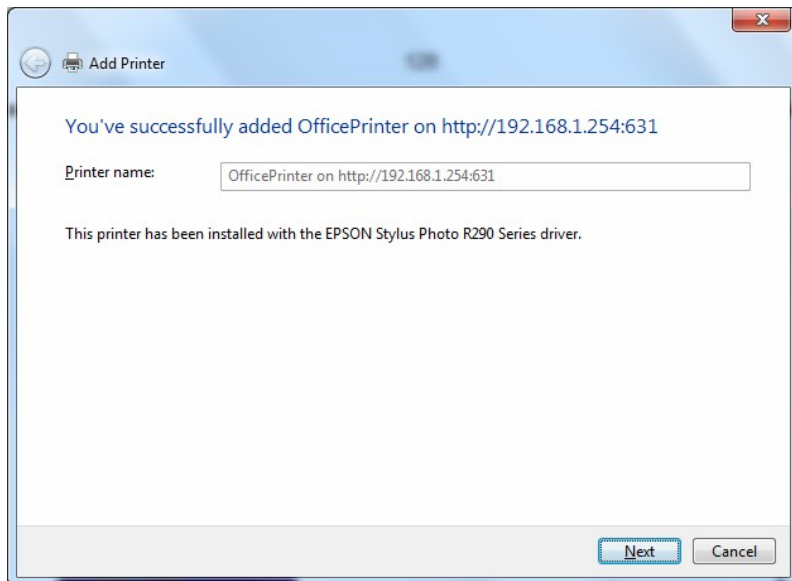 Add Printer
You've successfully added OfficePrinter on http://192.168.1.254:631
Printer name: OfficePrinter on http://192.168.1.254:631
This printer has been installed with the EPSON Stylus Photo R290 Series driver.
Next Cancel